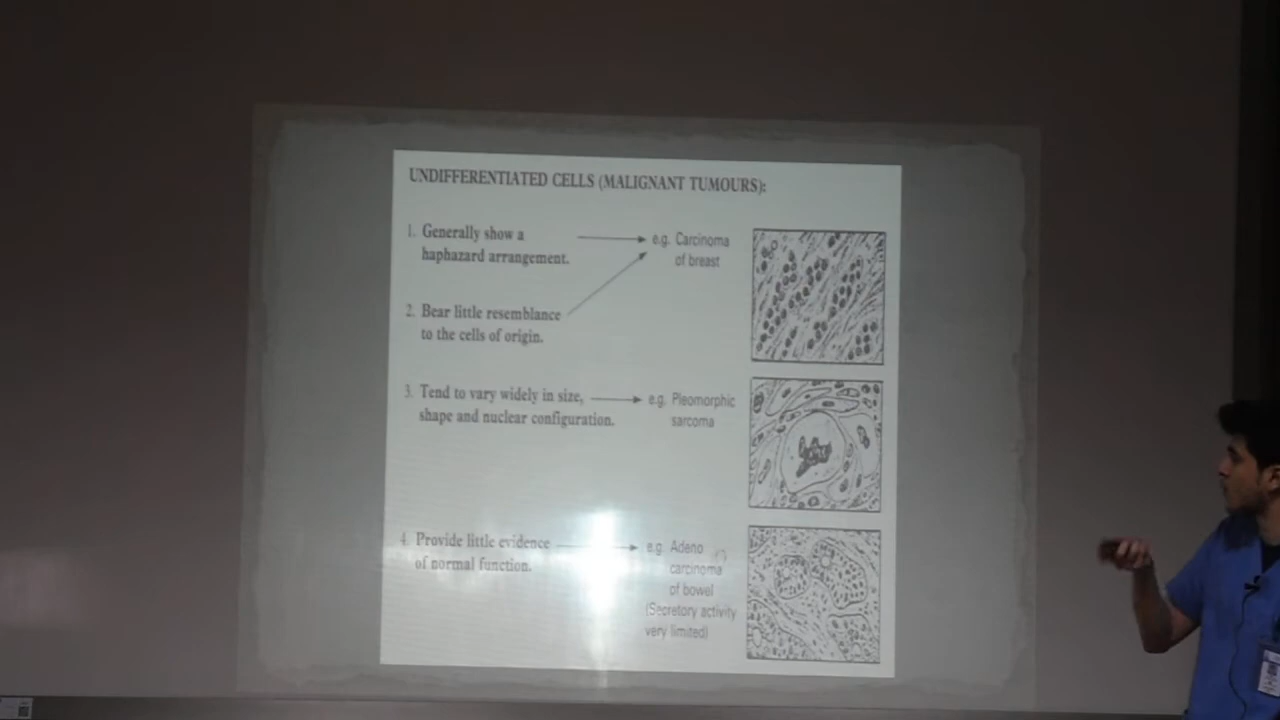 UNDIFFERENTIATED CELLS (MALIGNANT TUMOURS):
1. Generally show a
haphazard arrangement.
e.g. Carcinoma
of breast
2. Bear little resemblance
to the cells of origin.
3. Tend to vary widely in size,
shape and nuclear configuration.
e.g. Pleomorphic
sarcoma
4. Provide little evidence
of normal function.
e.g. Adeno
carcinoma
of bowel
(Secretory activity
very limited)